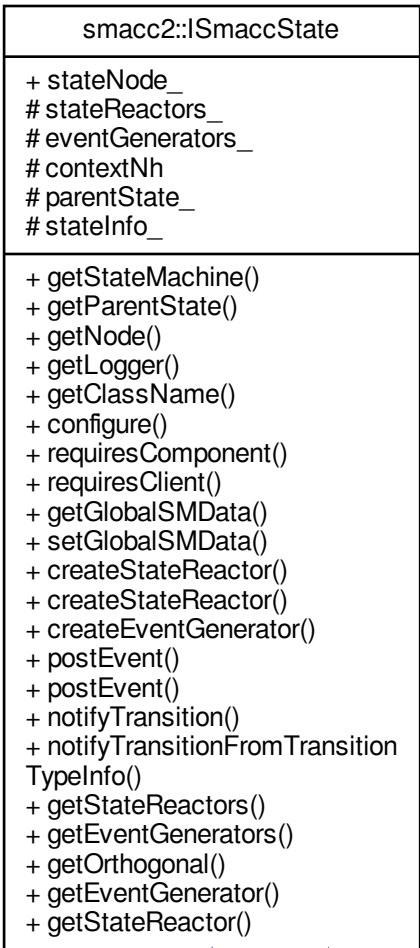 smacc2::ISmaccState
+ stateNode_
# stateReactors_
# eventGenerators_
# contextNh
# parentState_
# stateInfo_
+ getStateMachine()
+ getParentState()
+ getNode()
+ getLogger()
+ getClassName()
+ configure()
+ requiresComponent()
+ requiresClient()
+ getGlobalSMData()
+ setGlobalSMData()
+ createStateReactor()
+ createStateReactor()
+ createEventGenerator()
+ postEvent()
+ postEvent()
+ notifyTransition()
+ notifyTransitionFromTransition
TypeInfo()
+ getStateReactors()
+ getEventGenerators()
+ getOrthogonal()
+ getEventGenerator()
+ getStateReactor()